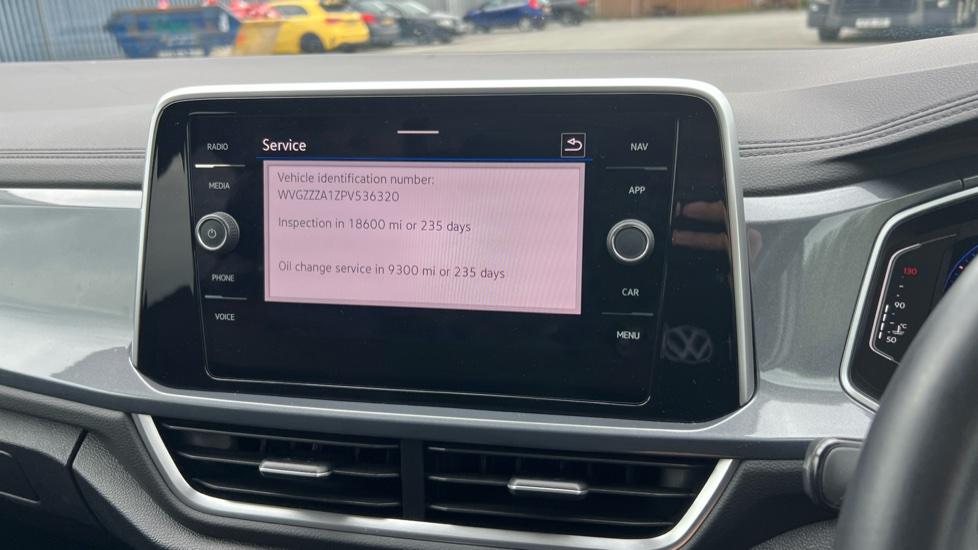 Service
RADIO
MEDIA
PHONE
VOICE
Vehicle identification number:
WVGZZZA1ZPV536320
Inspection in 18600 mi or 235 days
Oil change service in 9300 mi or 235 days
NAV
APP
CAR
MENU
130
90
50